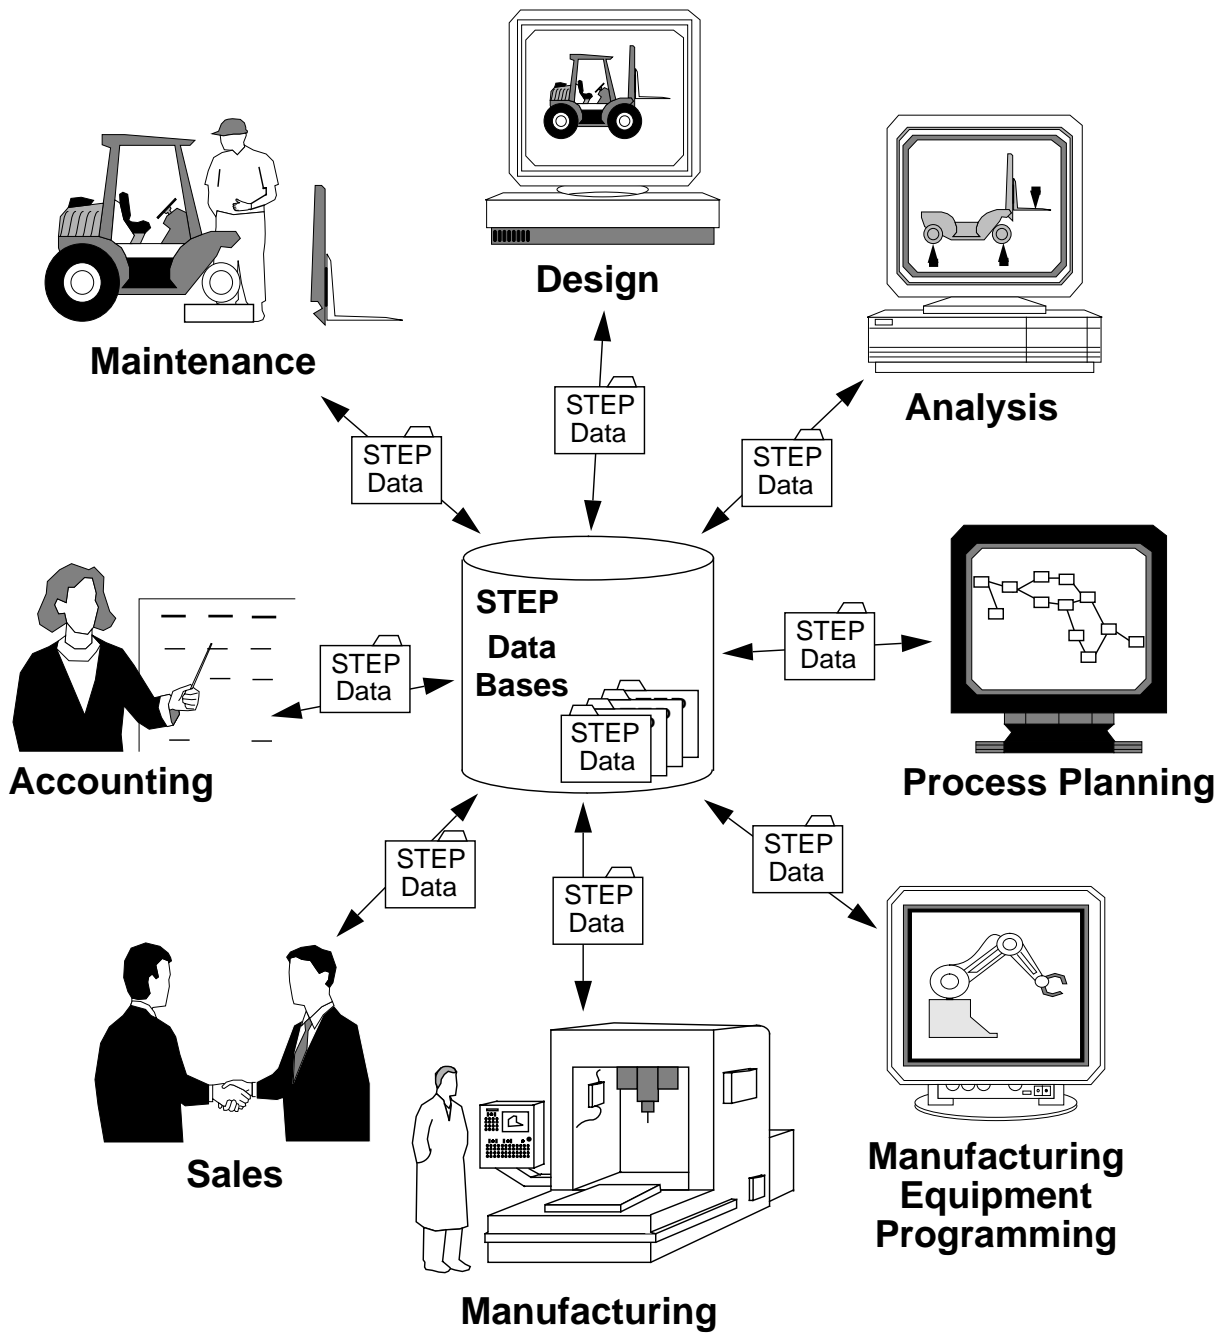 Design
Maintenance
Analysis
STEP
Data
STEP
Data
STEP
Data
STEP
Data
Bases
STEP
Data
STEP
Data
STEP
Data
Accounting
Process Planning
STEP
Data
STEP
Data
STEP
Data
Sales
Manufacturing
Equipment
Programming
Manufacturing